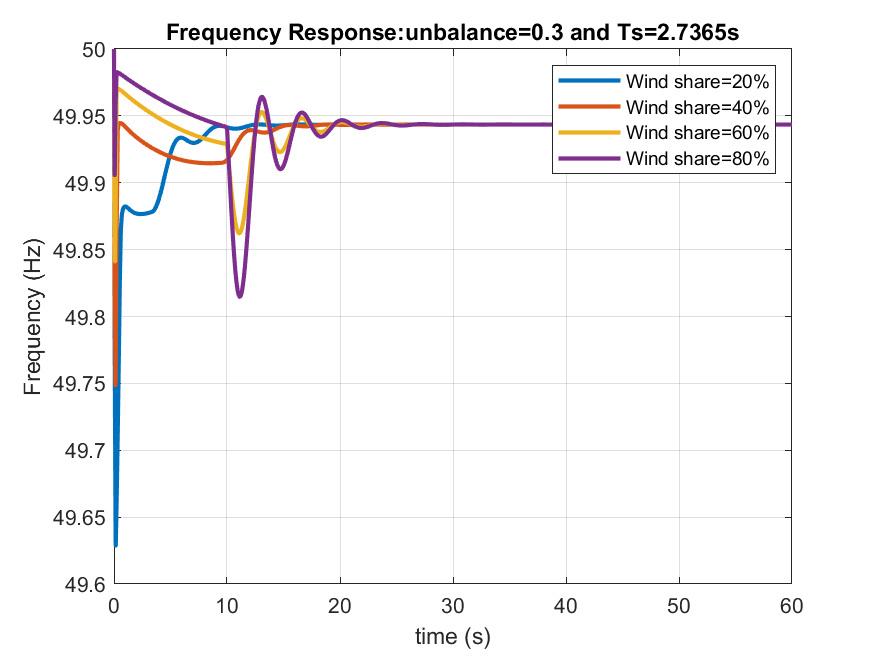 Frequency Response:unbalance=0.3 and Ts=2.7365s
Wind share=20%
Wind share=40%
Wind share=60%
Wind share=80%
Frequency (Hz)
50
49.95
49.9
49.85
49.8
49.75
49.7
49.65
49.6
0 10 20 30 40 50 60
time (s)